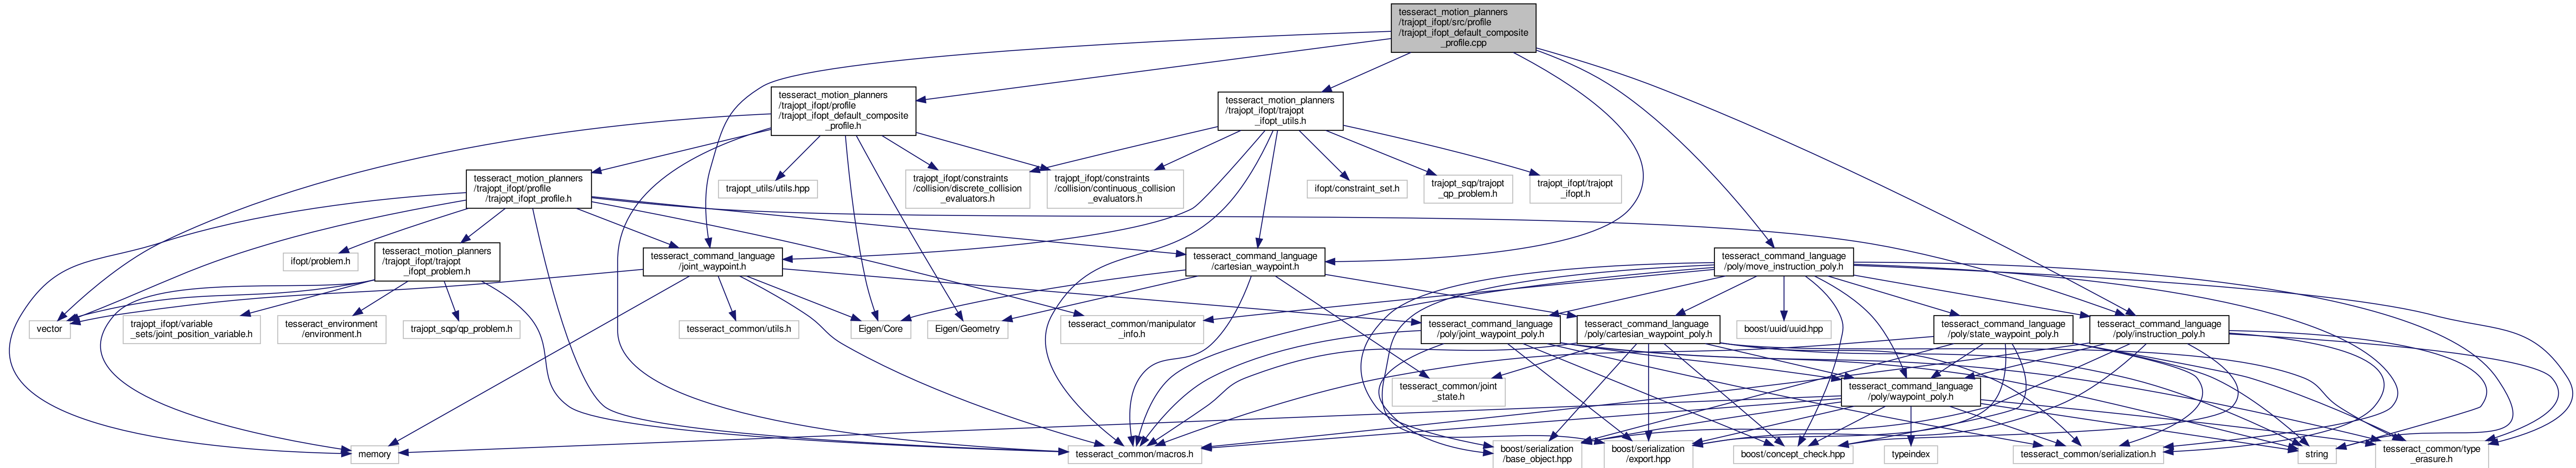 tesseract_motion_planners
/trajopt_ifopt/src/profile
/trajopt_ifopt_default_composite
_profile.cpp
tesseract_motion_planners
/trajopt_ifopt/profile
/trajopt_ifopt_default_composite
_profile.h
tesseract_motion_planners
/trajopt_ifopt/trajopt
_ifopt_utils.h
tesseract_motion_planners
/trajopt_ifopt/profile
/trajopt_ifopt_profile.h
trajopt_utils/utils.hpp
trajopt_ifopt/constraints
/collision/discrete_collision
_evaluators.h
trajopt_ifopt/constraints
/collision/continuous_collision
_evaluators.h
ifopt/constraint_set.h
trajopt_sqp/trajopt
_qp_problem.h
trajopt_ifopt/trajopt
_ifopt.h
ifopt/problem.h
tesseract_motion_planners
/trajopt_ifopt/trajopt
_ifopt_problem.h
tesseract_command_language
/joint_waypoint.h
tesseract_command_language
/cartesian_waypoint.h
tesseract_command_language
/poly/move_instruction_poly.h
vector
trajopt_ifopt/variable
_sets/joint_position_variable.h
tesseract_environment
/environment.h
trajopt_sqp/qp_problem.h
tesseract_common/utils.h
Eigen/Core
Eigen/Geometry
tesseract_common/manipulator
_info.h
tesseract_command_language
/poly/joint_waypoint_poly.h
tesseract_command_language
/poly/cartesian_waypoint_poly.h
boost/uuid/uuid.hpp
tesseract_command_language
/poly/state_waypoint_poly.h
tesseract_command_language
/poly/instruction_poly.h
tesseract_common/joint
_state.h
tesseract_command_language
/poly/waypoint_poly.h
memory
tesseract_common/macros.h
boost/serialization
/base_object.hpp
boost/serialization
/export.hpp
boost/concept_check.hpp
typeindex
tesseract_common/serialization.h
string
tesseract_common/type
_erasure.h